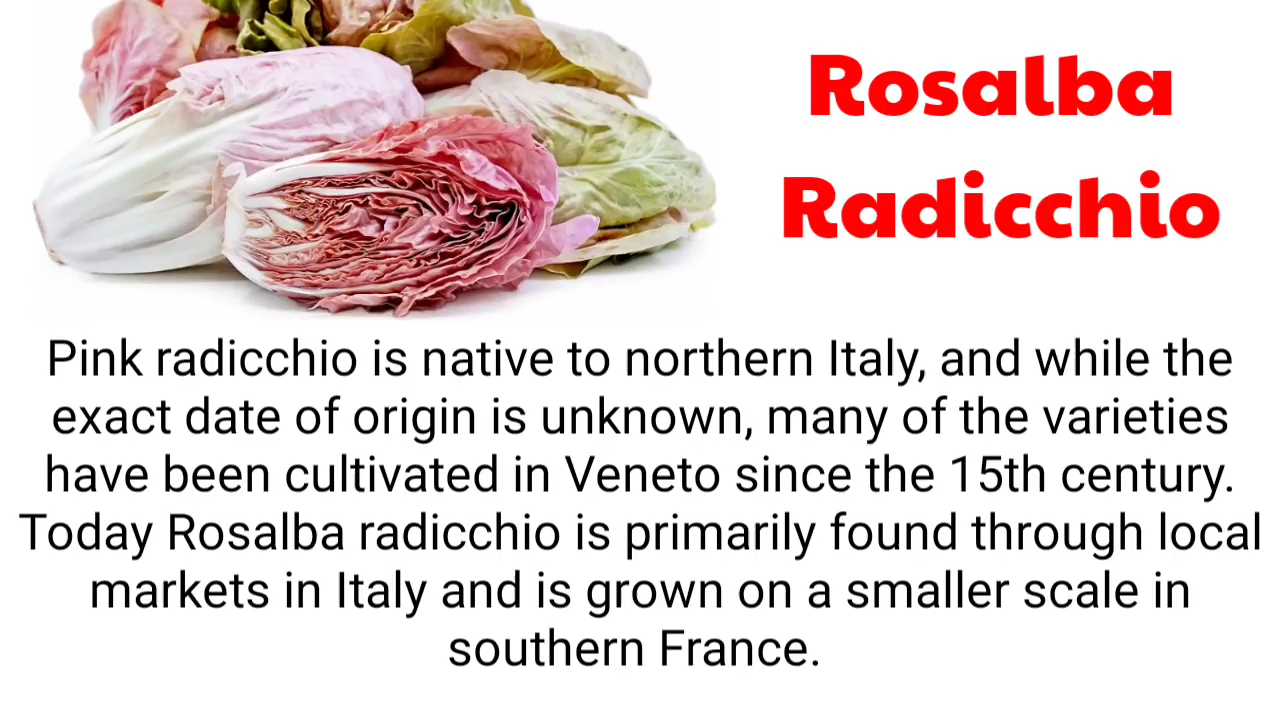 Rosalba
Radicchio
Pink radicchio is native to northern Italy, and while the
exact date of origin is unknown, many of the varieties
have been cultivated in Veneto since the 15th century.
Today Rosalba radicchio is primarily found through local
markets in Italy and is grown on a smaller scale in
southern France.